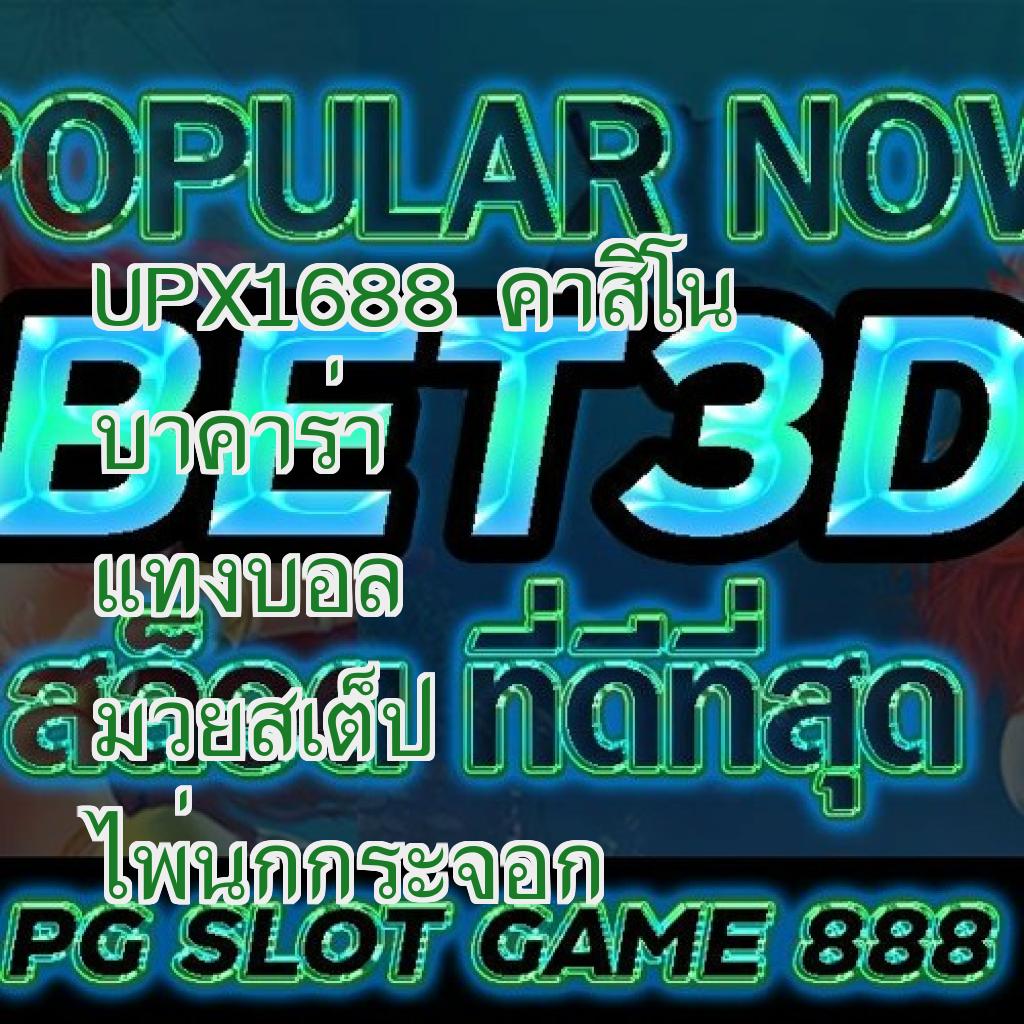 POPULAR NOW
UPX1688 คาสิโน
BET3D
บาคาร่า
แทงบอล
สล็อต ที่ดีที่สุด
มวยสเต็ป
ไพ่นกกระจอก
PG SLOT GAME 888